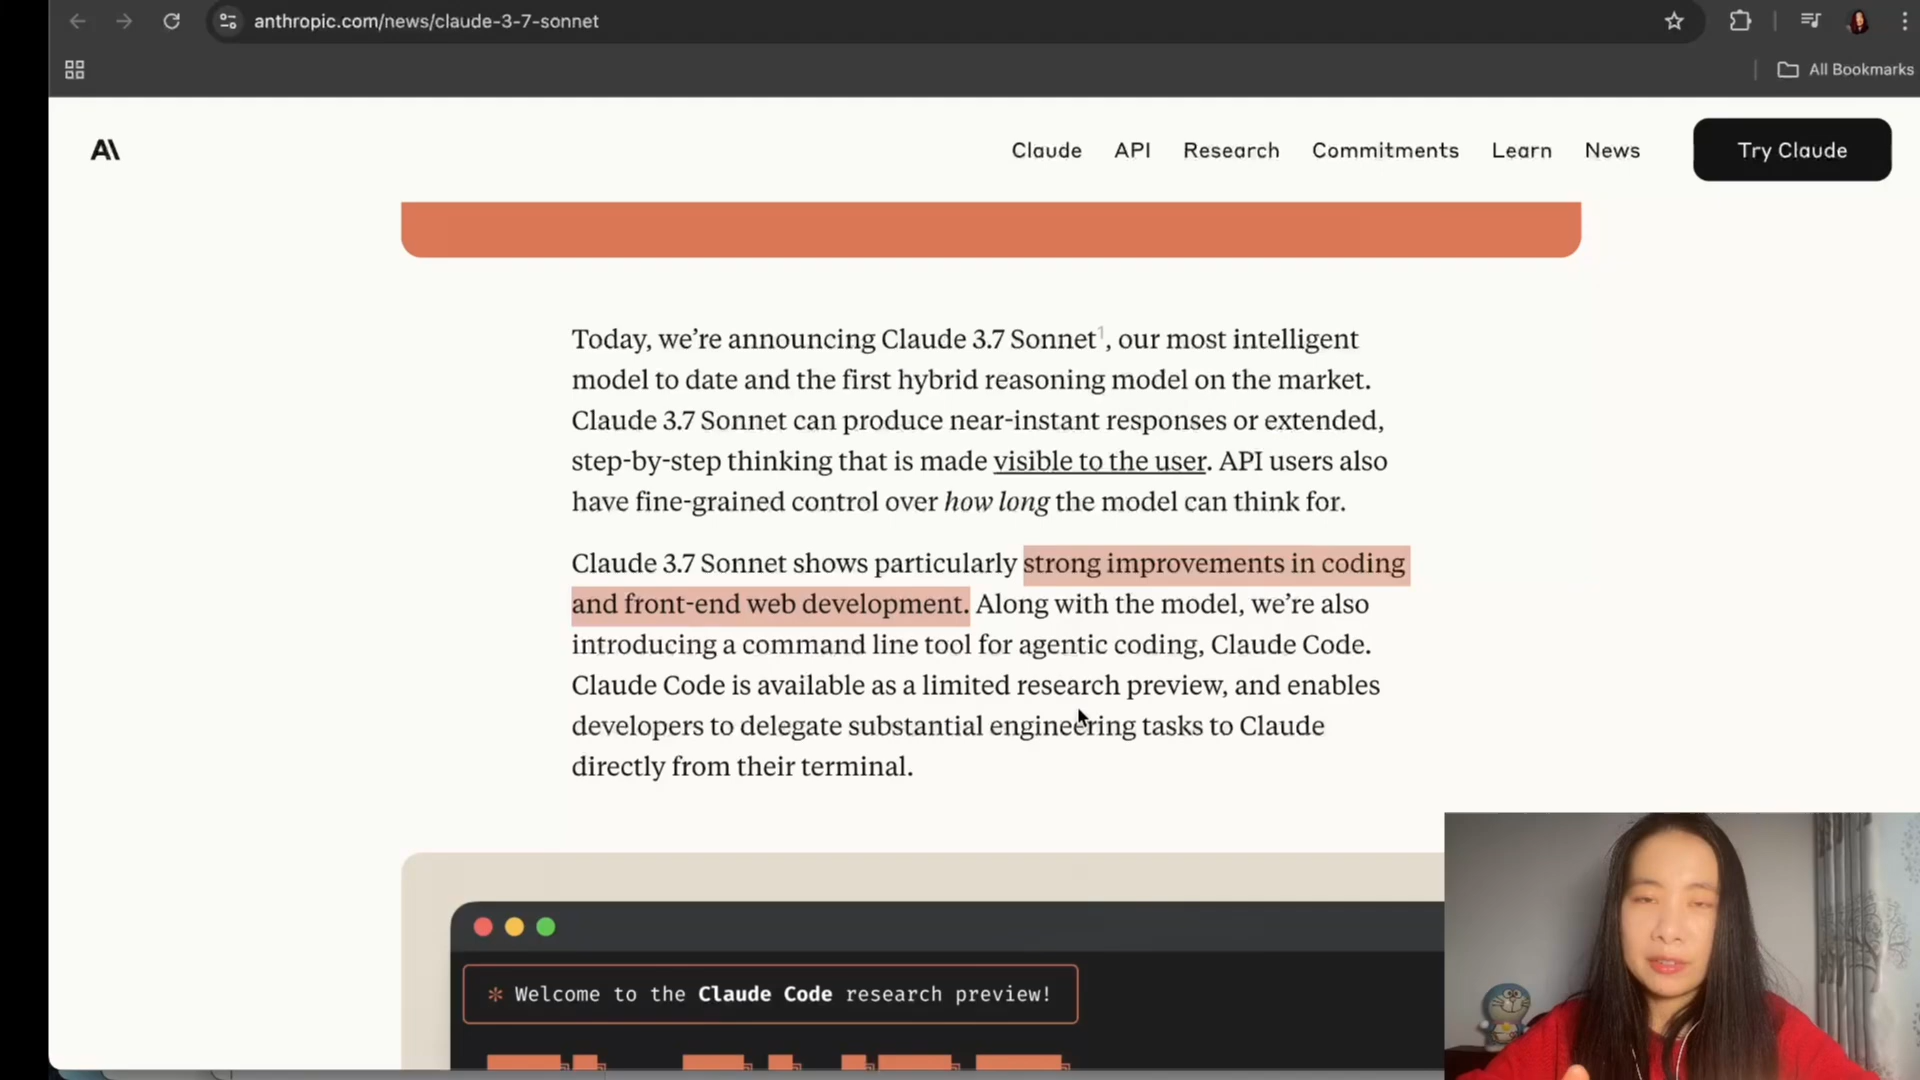 anthropic.com/news/claude-3-7-sonnet
All Bookmarks
A\
Claude
API
Research
Commitments
Learn
News
Try Claude
Today, we’re announcing Claude 3.7 Sonnet¹, our most intelligent
model to date and the first hybrid reasoning model on the market.
Claude 3.7 Sonnet can produce near-instant responses or extended,
step-by-step thinking that is made visible to the user. API users also
have fine-grained control over how long the model can think for.
Claude 3.7 Sonnet shows particularly strong improvements in coding
and front-end web development. Along with the model, we’re also
introducing a command line tool for agentic coding, Claude Code.
Claude Code is available as a limited research preview, and enables
developers to delegate substantial engineering tasks to Claude
directly from their terminal.
* Welcome to the Claude Code research preview!